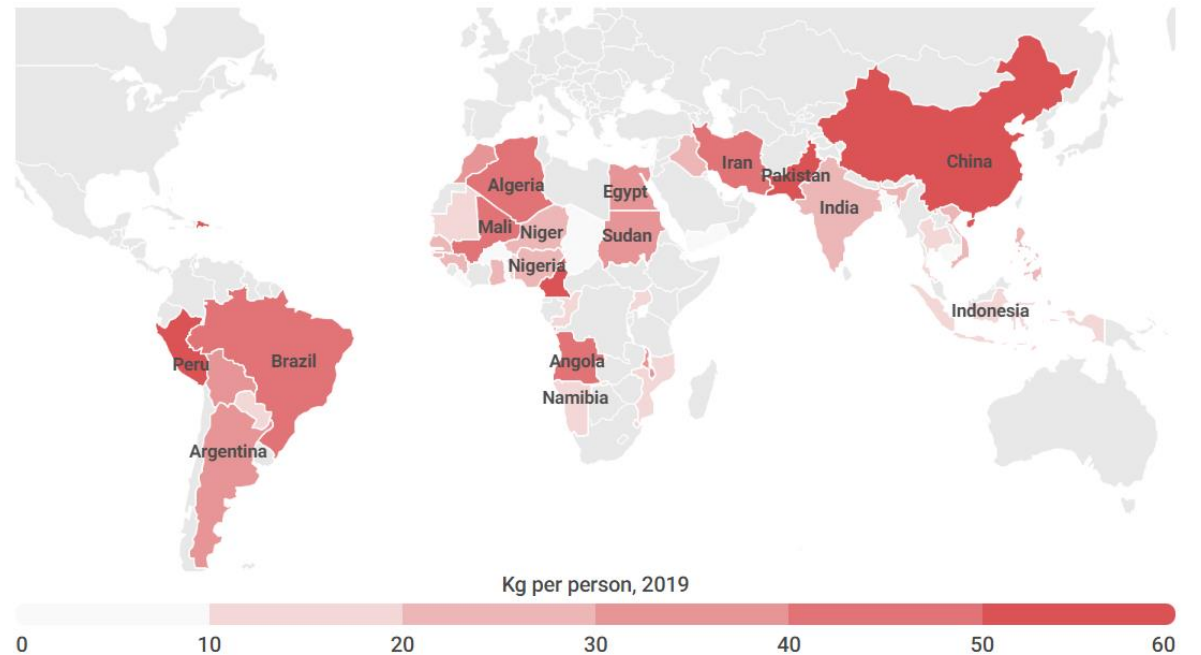 China
Iran
Pakistan
Algeria
Egypt
India
Mali
Niger
Sudan
Nigeria
Indonesia
Peru
Brazil
Angola
Namibia
Argentina
Kg per person, 2019
0 10 20 30 40 50 60